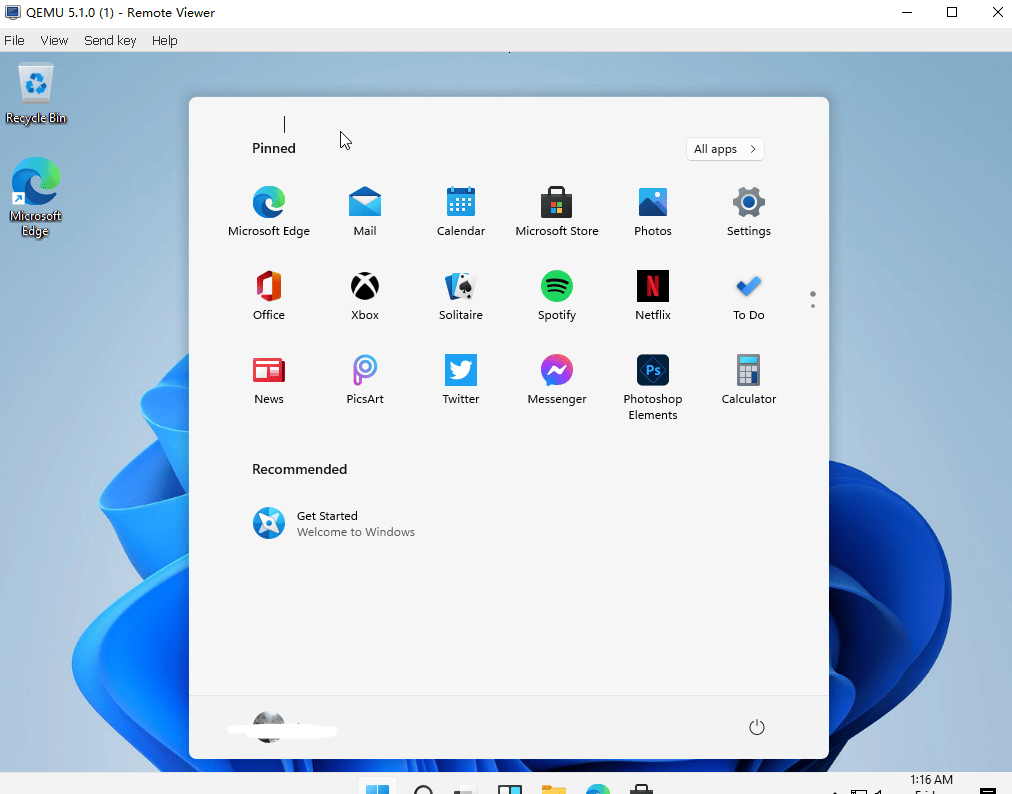 QEMU 5.1.0 (1) - Remote Viewer
File View Send key Help
Recycle Bin
Microsoft
Edge
Pinned
All apps
Microsoft Edge
Mail
Calendar
Microsoft Store
Photos
Settings
Office
Xbox
Solitaire
Spotify
Netflix
To Do
News
PicsArt
Twitter
Messenger
Photoshop
Elements
Calculator
Ps
Recommended
Get Started
Welcome to Windows
1:16 AM